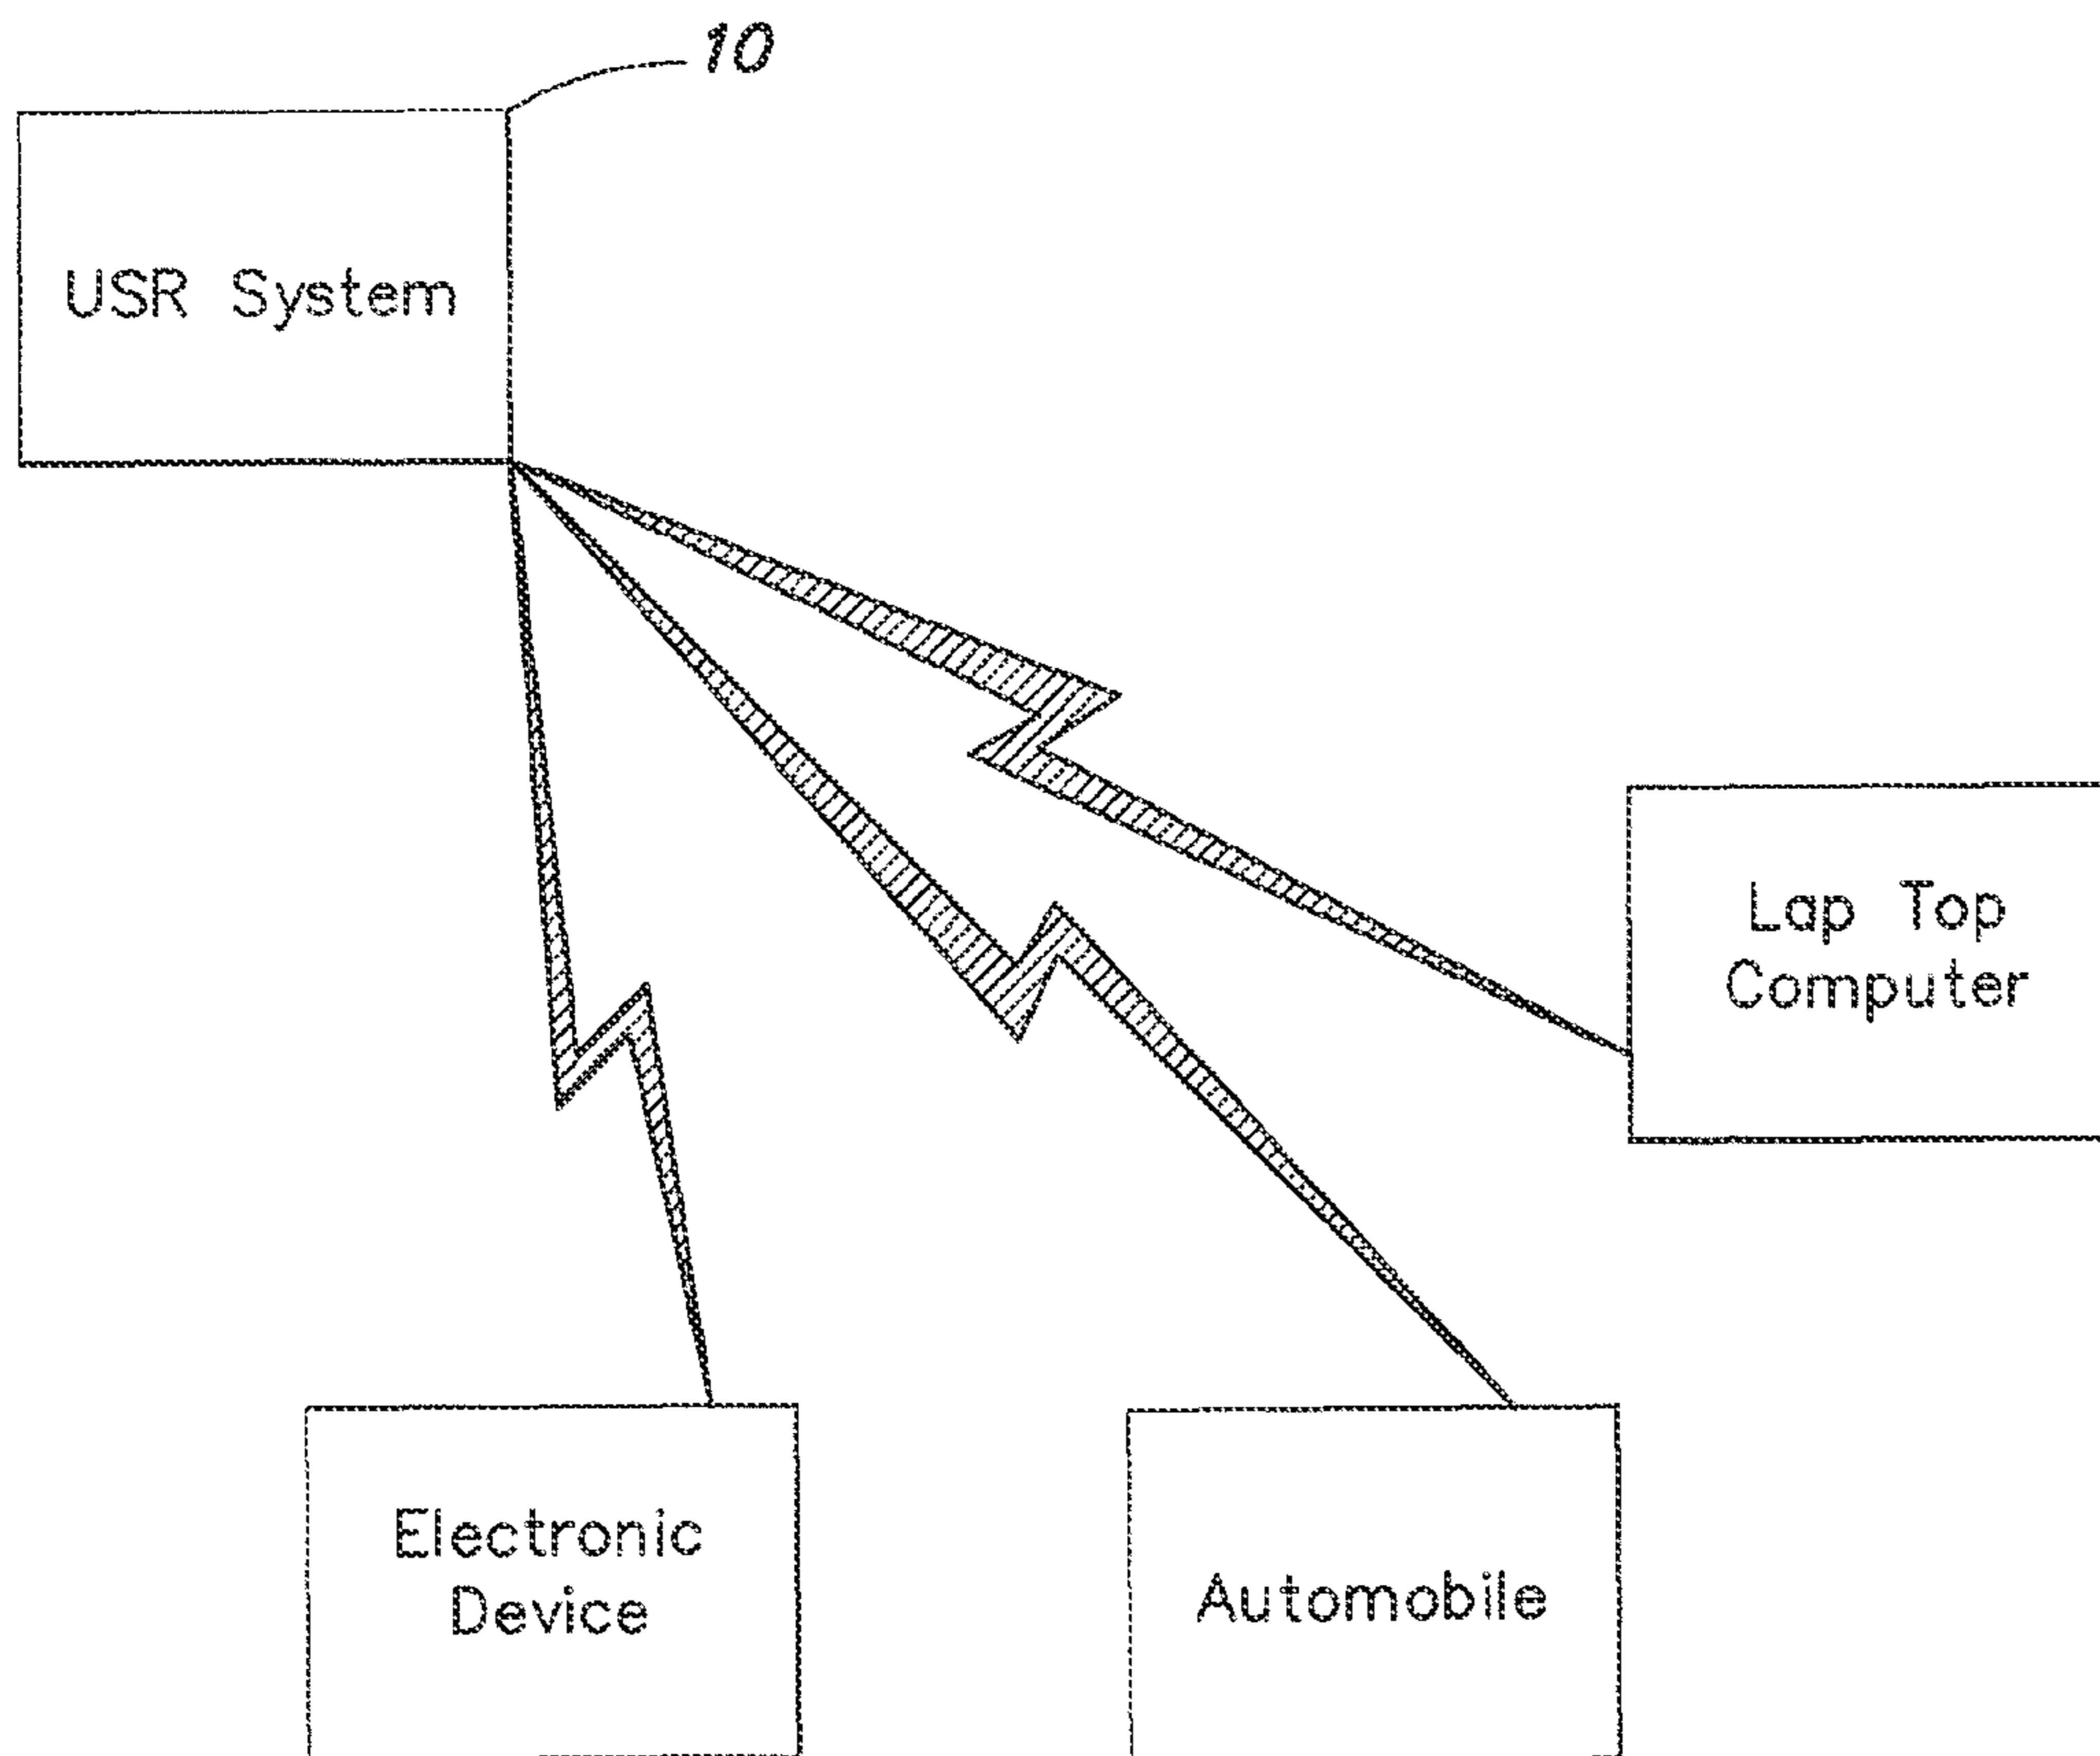 10
USR System
Lap Top
Computer
Electronic
Device
Automobile